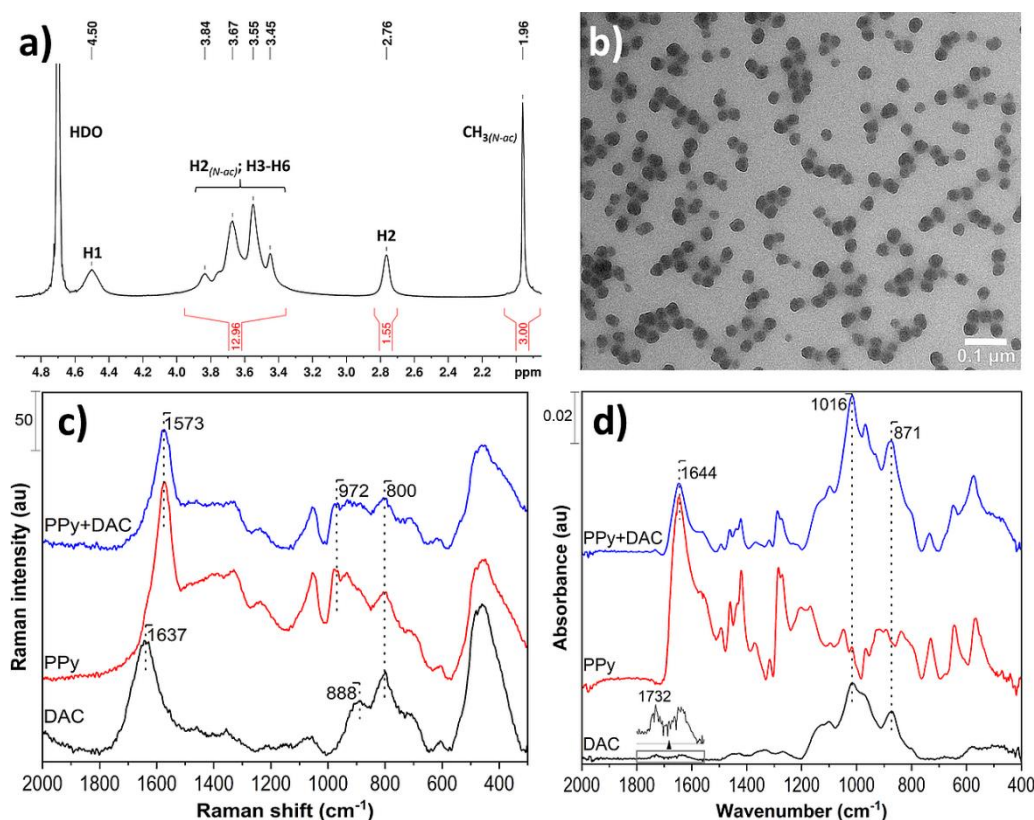 a)
4.50
3.84
3.67
3.55
3.45
2.76
1.96
HDO
CH3(N-ac)
H2(N-ac); H3-H6
H1
H2
12.96
1.55
3.00
4.8 4.6 4.4 4.2 4.0 3.8 3.6 3.4 3.2 3.0 2.8 2.6 2.4 2.2 ppm
b)
0.1 µm
50
c)
1573
972
800
PPy+DAC
PPy
1637
888
DAC
Raman intensity (au)
2000 1800 1600 1400 1200 1000 800 600 400
Raman shift (cm-1)
0.02
d)
1016
871
1644
PPy+DAC
PPy
1732
DAC
Absorbance (au)
2000 1800 1600 1400 1200 1000 800 600 400
Wavenumber (cm-1)